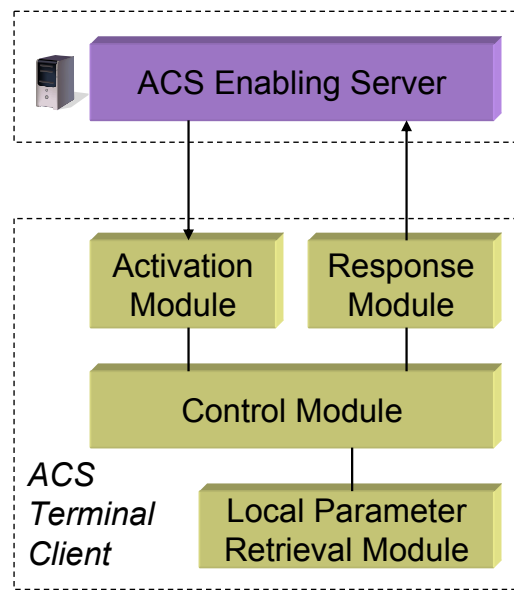 ACS Enabling Server
Activation
Module
Response
Module
Control Module
ACS
Terminal
Client
Local Parameter
Retrieval Module